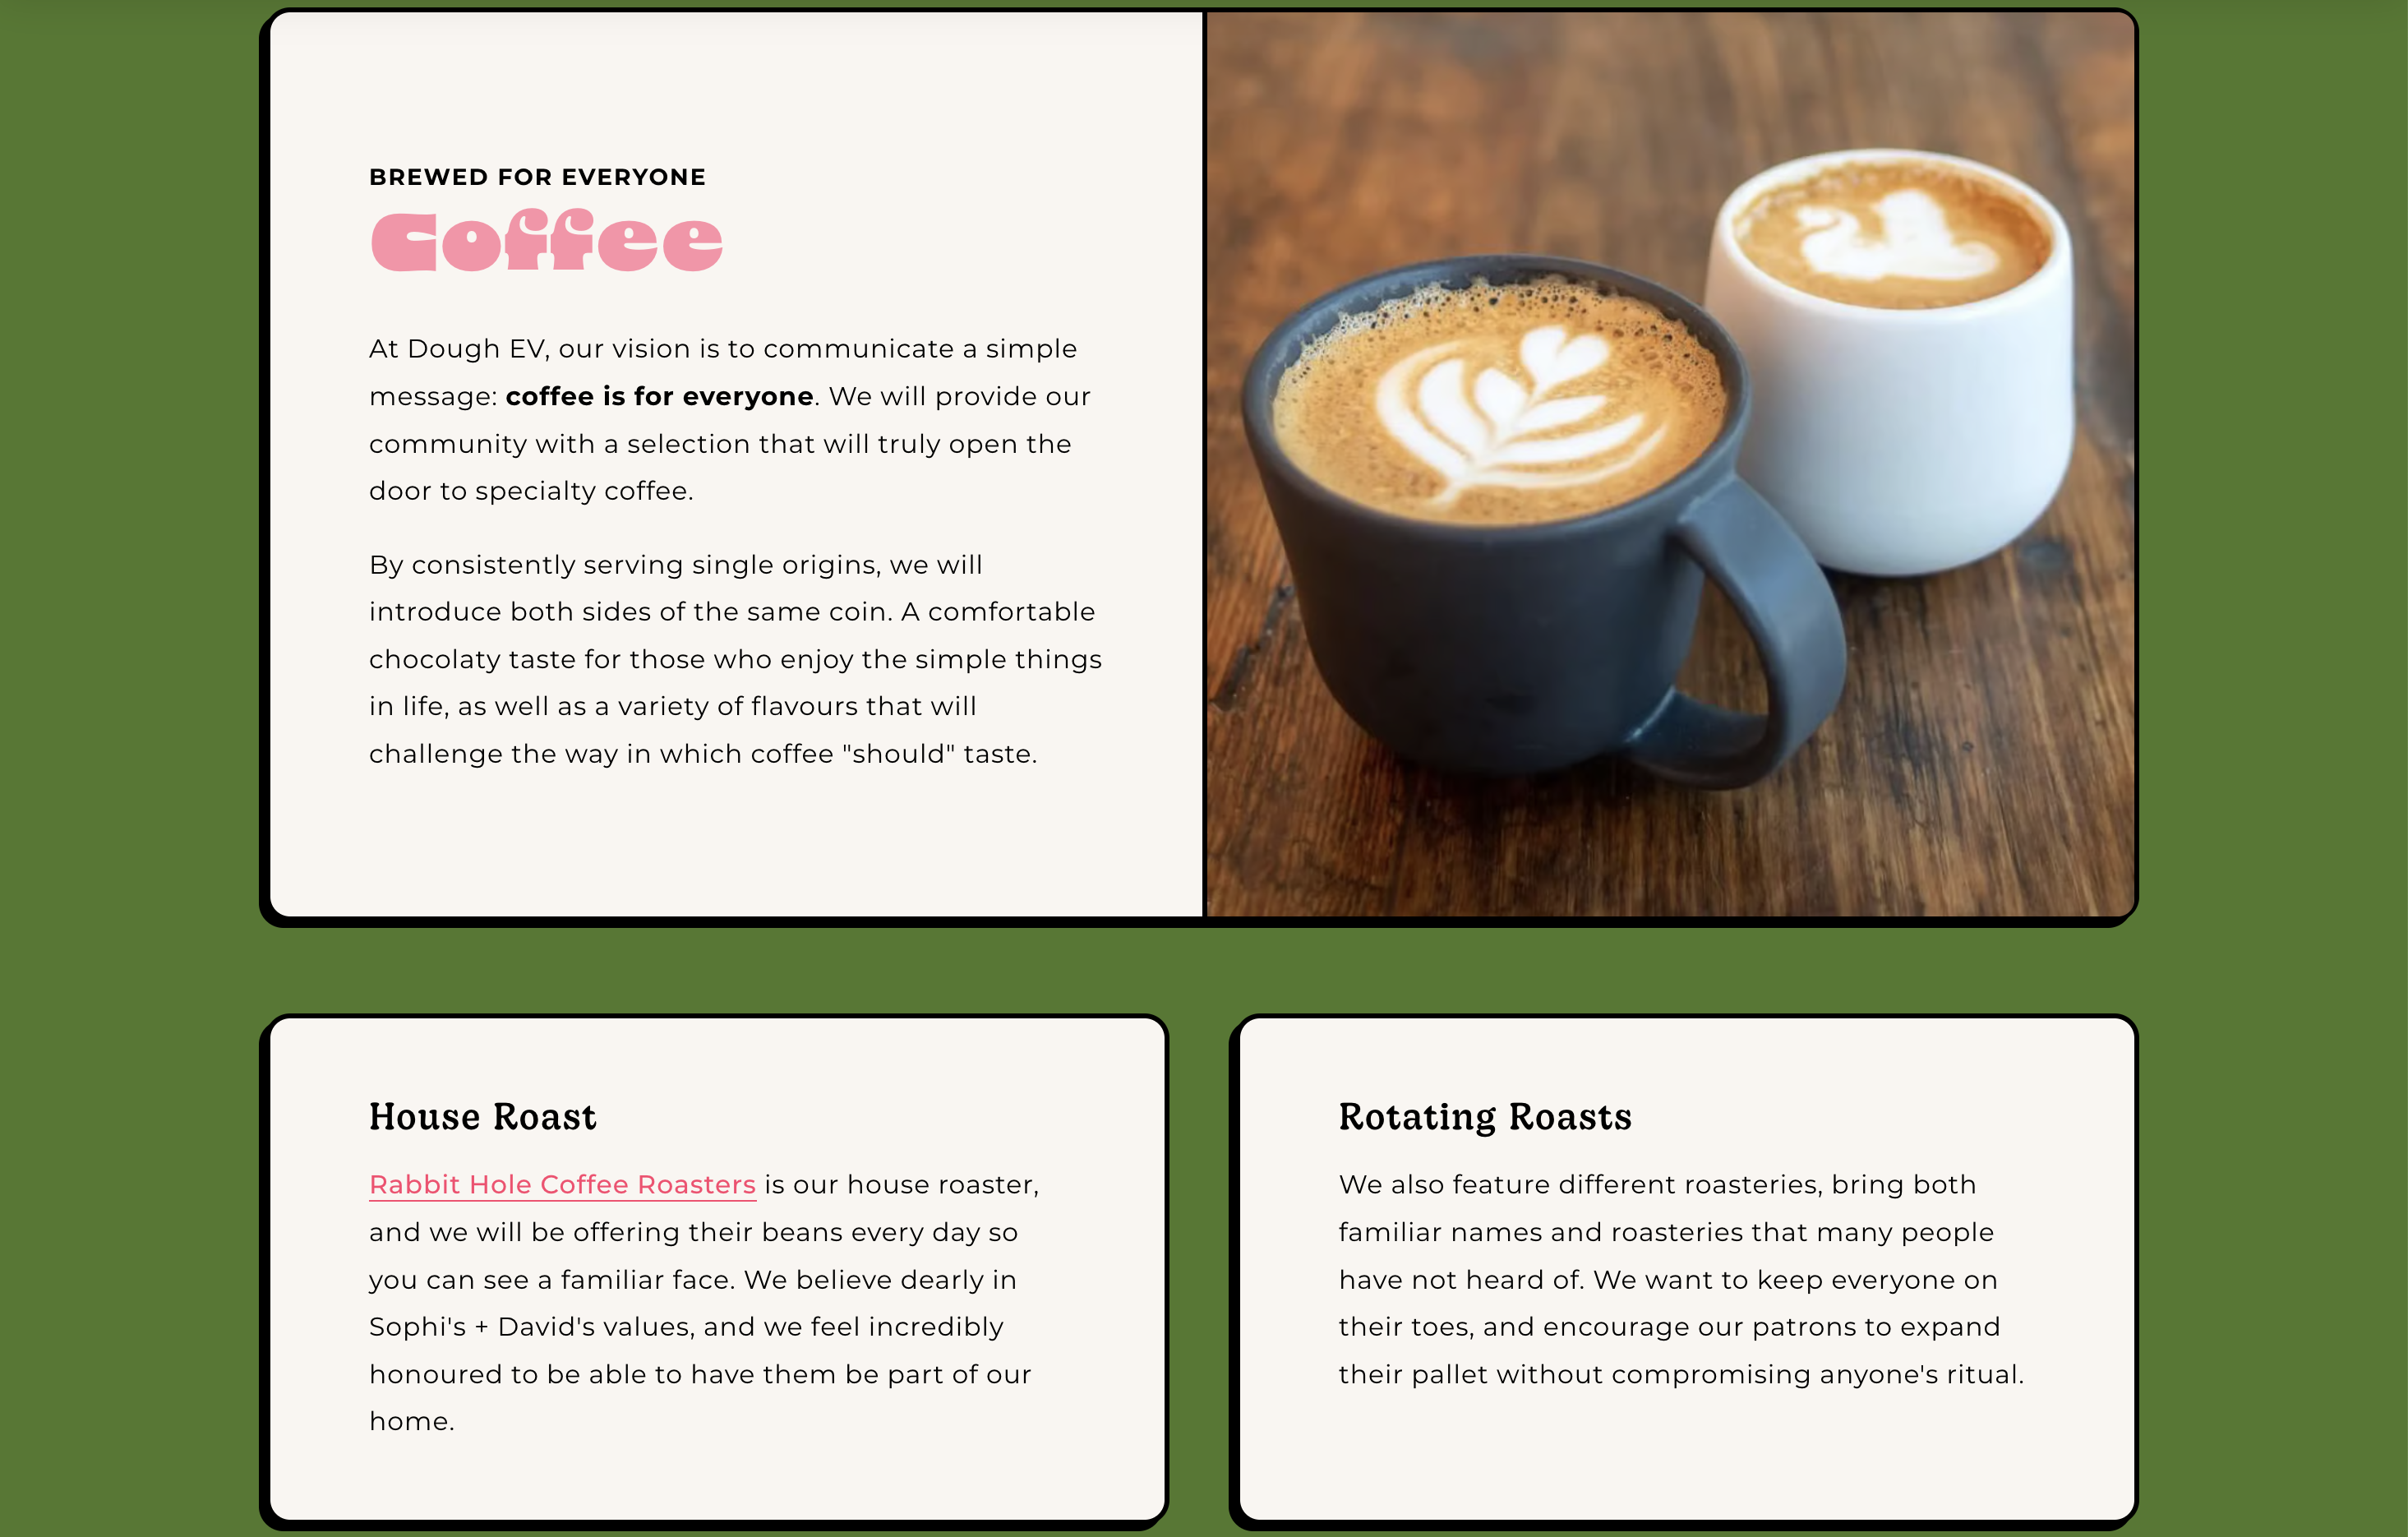 BREWED FOR EVERYONE
Coffee
At Dough EV, our vision is to communicate a simple
message: coffee is for everyone. We will provide our
community with a selection that will truly open the
door to specialty coffee.
By consistently serving single origins, we will
introduce both sides of the same coin. A comfortable
chocolaty taste for those who enjoy the simple things
in life, as well as a variety of flavours that will
challenge the way in which coffee "should" taste.
House Roast
Rabbit Hole Coffee Roasters is our house roaster,
and we will be offering their beans every day so
you can see a familiar face. We believe dearly in
Sophi's + David's values, and we feel incredibly
honoured to be able to have them be part of our
home.
Rotating Roasts
We also feature different roasteries, bring both
familiar names and roasteries that many people
have not heard of. We want to keep everyone on
their toes, and encourage our patrons to expand
their pallet without compromising anyone's ritual.